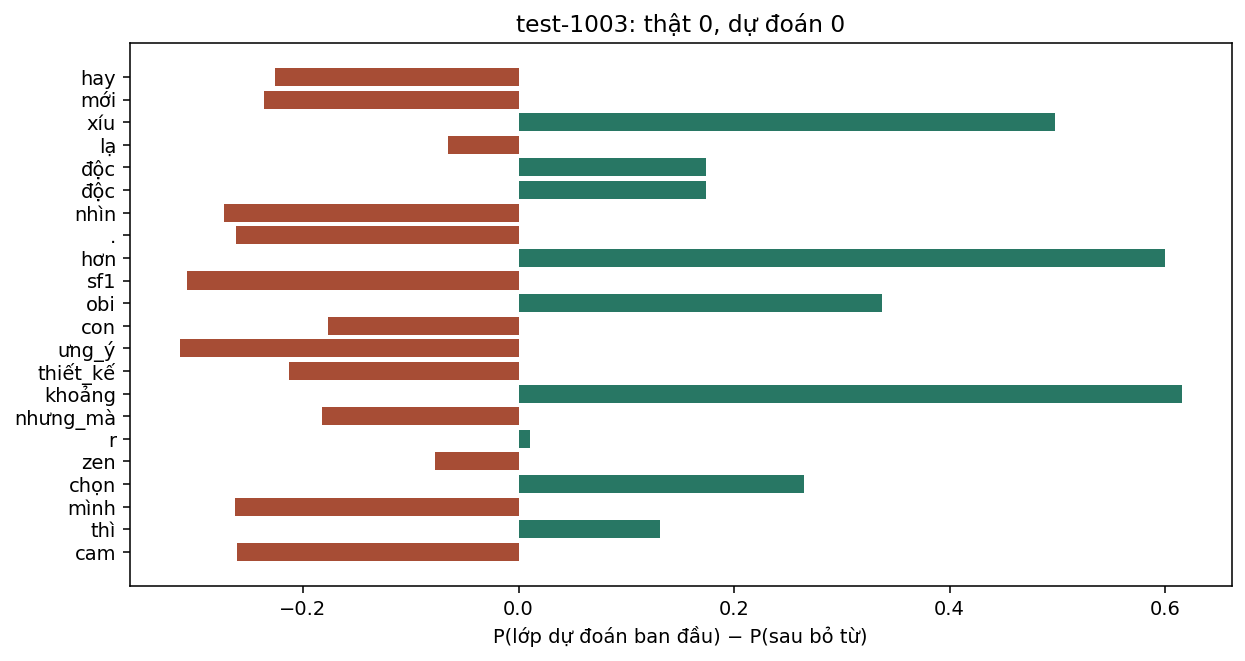 test-1003: thật 0, dự đoán 0
hay
mới
xíu
lạ
độc
độc
nhìn
.
hơn
sf1
obi
con
ưng_ý
thiết_kế
khoảng
nhưng_mà
r
zen
chọn
mình
thì
cam
−0.2 0.0 0.2 0.4 0.6
P(lớp dự đoán ban đầu) − P(sau bỏ từ)